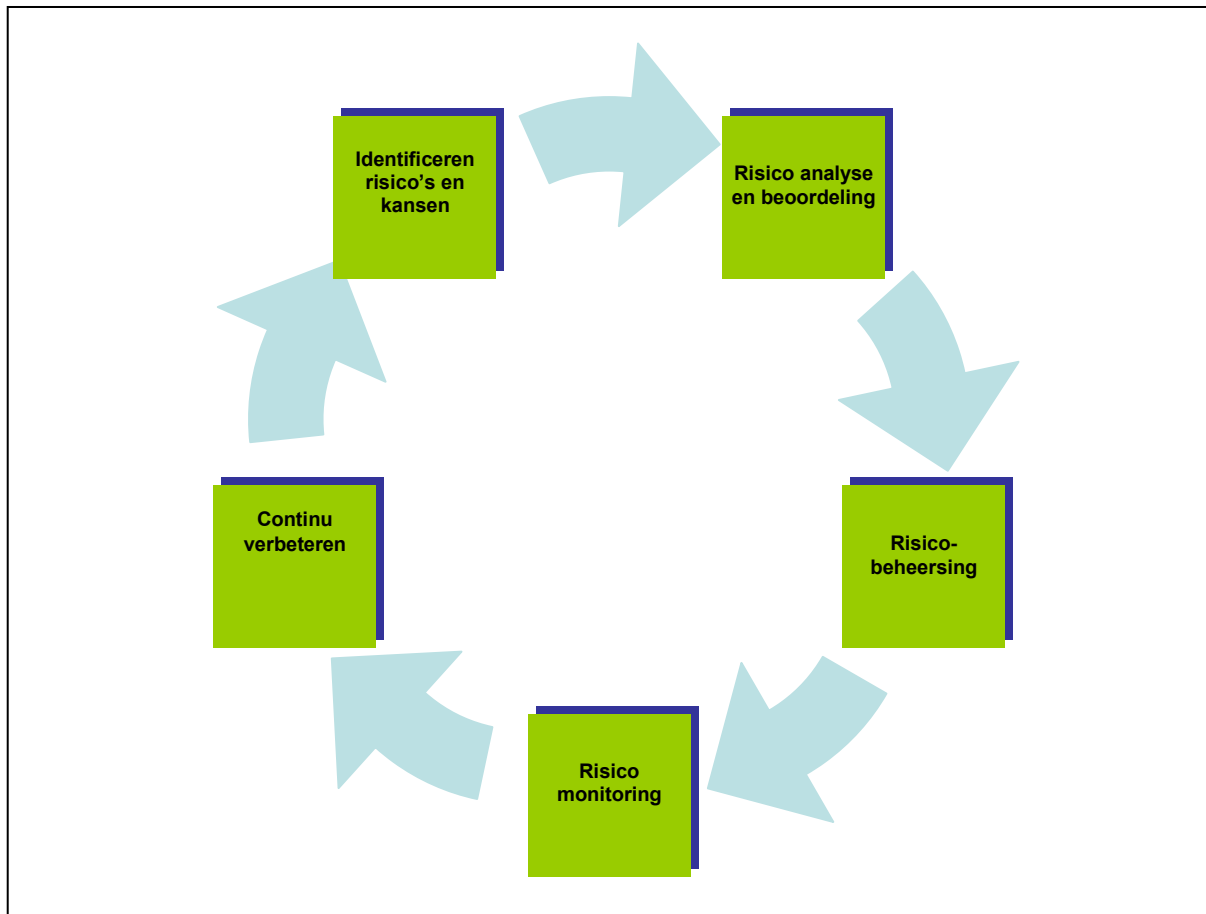 Identificeren
risico’s en
kansen
Risico analyse
en beoordeling
Risico-
beheersing
Risico
monitoring
Continu
verbeteren